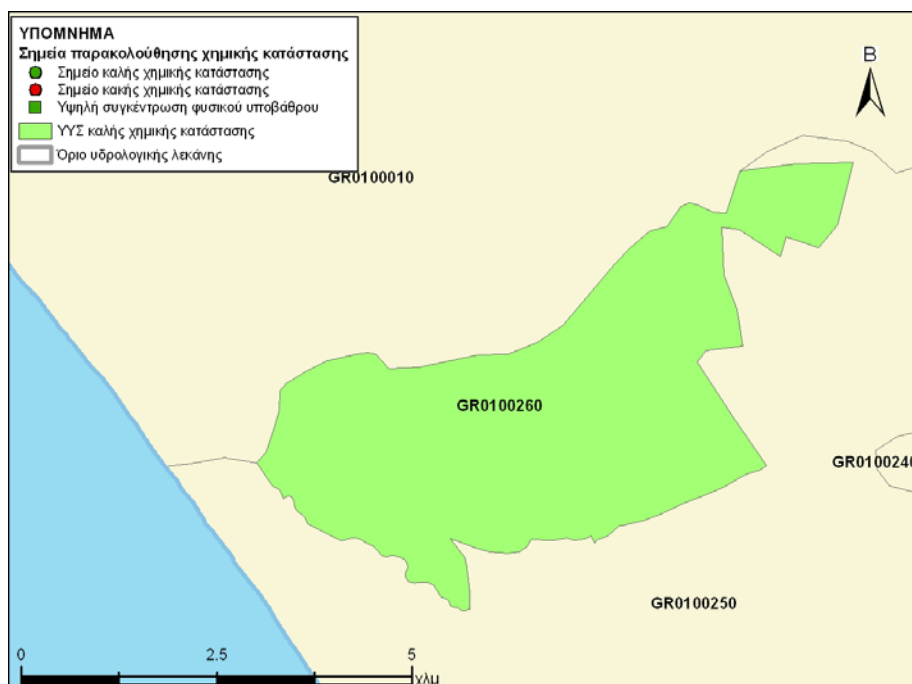 ΥΠΟΜΝΗΜΑ
Σημεία παρακολούθησης χημικής κατάστασης
Σημείο καλής χημικής κατάστασης
Σημείο κακής χημικής κατάστασης
Υψηλή συγκέντρωση φυσικού υποβάθρου
ΥΥΣ καλής χημικής κατάστασης
Όριο υδρολογικής λεκάνης
Β
GR0100010
GR0100260
GR0100240
GR0100250
0 2.5 5
χλμ